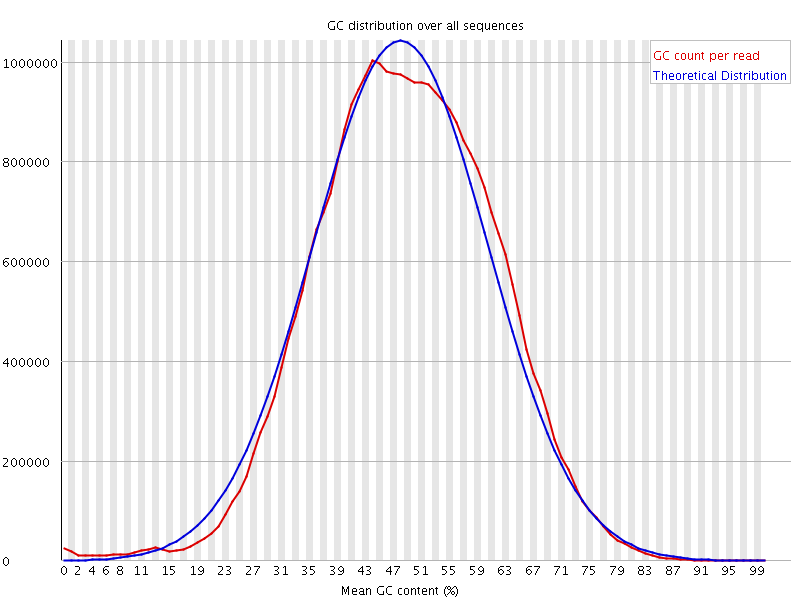 GC distribution over all sequences
GC count per read
Theoretical Distribution
1000000
800000
600000
400000
200000
0
0 2 4 6 8 11 15 19 23 27 31 35 39 43 47 51 55 59 63 67 71 75 79 83 87 91 95 99
Mean GC content (%)